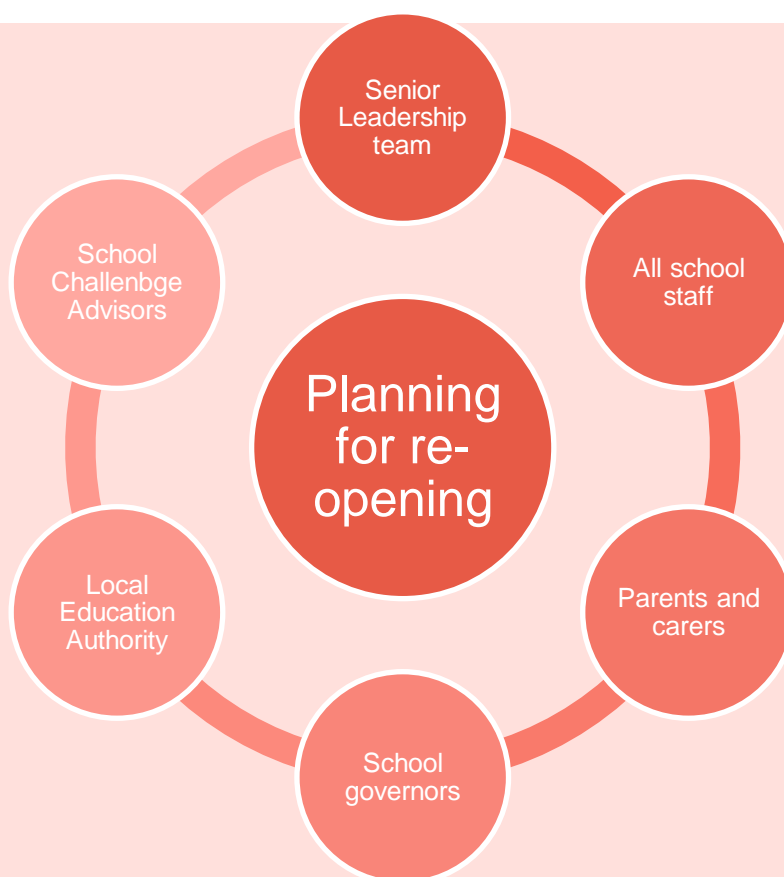 Senior
Leadership
team
All school
staff
Parents and
carers
School
governors
Local
Education
Authority
School
Challenbge
Advisors
Planning
for re-
opening